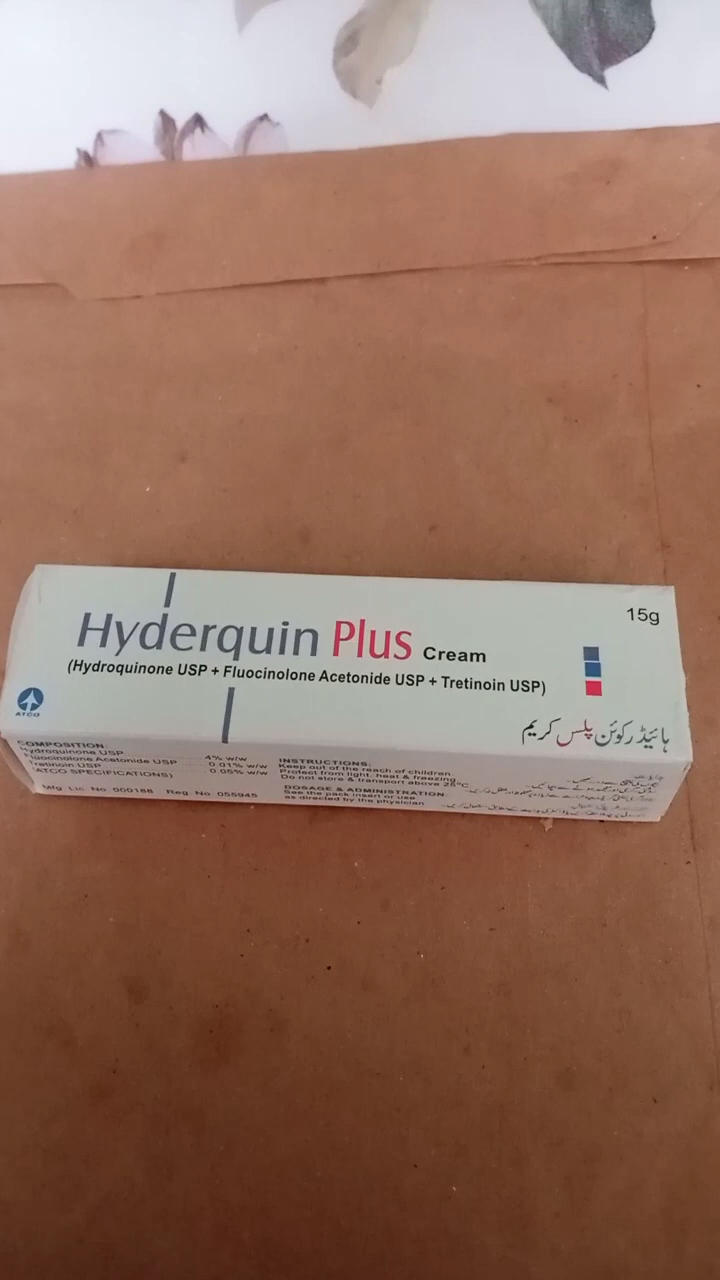 15g
Hyderquin Plus Cream
(Hydroquinone USP + Fluocinolone Acetonide USP + Tretinoin USP)
ATCO
ہائیڈرکوئن پلس کریم
COMPOSITION:
Hydroquinone USP 4% w/w
Fluocinolone Acetonide USP 0.01% w/w
Tretinoin USP 0.05% w/w
(ATCO SPECIFICATIONS)
Mfg. Lic. No. 000188 Reg. No. 055945
INSTRUCTIONS:
Keep out of the reach of children.
Protect from light, heat & freezing.
Do not store & transport above 25°C
DOSAGE & ADMINISTRATION:
See the pack insert or use
as directed by the physician